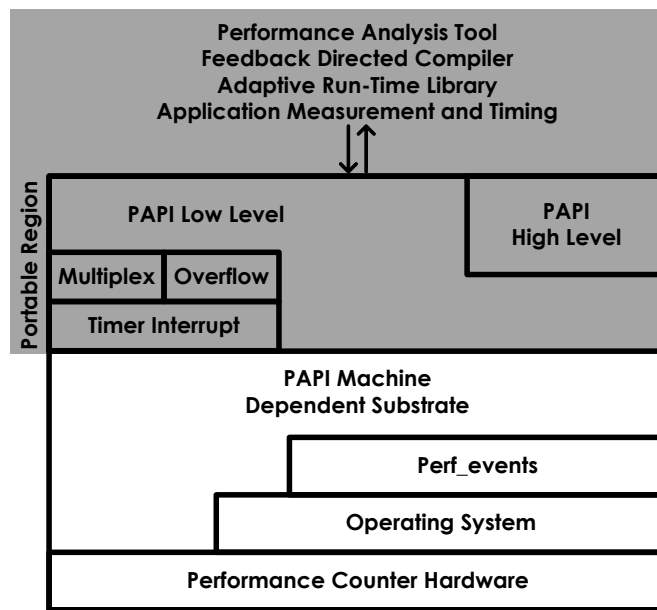 Performance Analysis Tool
Feedback Directed Compiler
Adaptive Run-Time Library
Application Measurement and Timing
Portable Region
PAPI Low Level
PAPI
High Level
Multiplex
Overflow
Timer Interrupt
PAPI Machine
Dependent Substrate
Perf_events
Operating System
Performance Counter Hardware